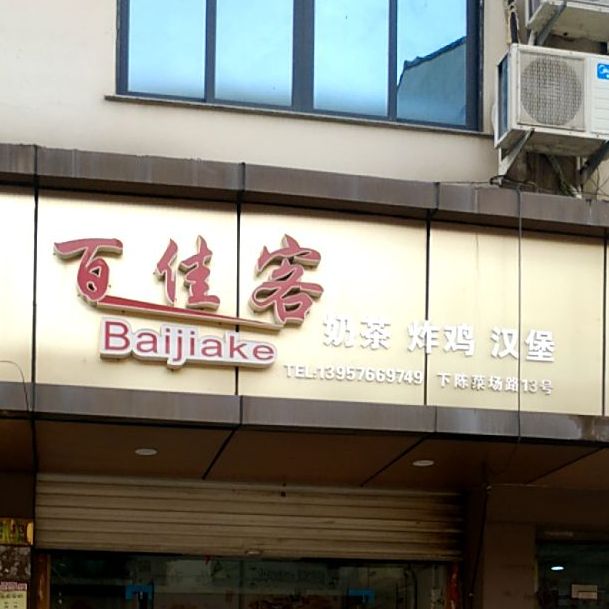 百佳客
Baijiake
奶茶 炸鸡 汉堡
TEL:13957669749 下陈菜场路13号